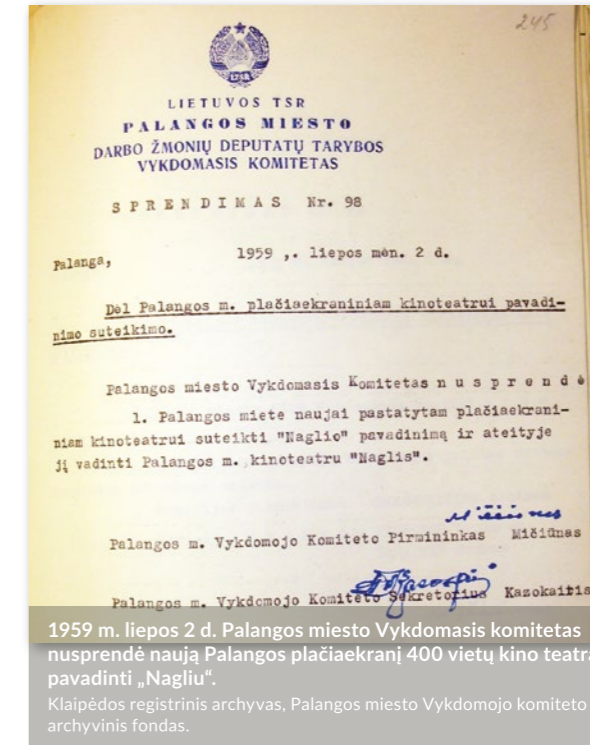 245
LTSR
LIETUVOS TSR
PALANGOS MIESTO
DARBO ŽMONIŲ DEPUTATŲ TARYBOS
VYKDOMASIS KOMITETAS
SPRENDIMAS Nr. 98
Palanga, 1959 ,. liepos mėn. 2 d.
Dėl Palangos m. plačiaekraniniam kinoteatrui pavadi-
nimo suteikimo.
Palangos miesto Vykdomasis Komitetas nusprendė
1. Palangos mieste naujai pastatytam plačiaekrani-
niam kinoteatrui suteikti "Naglio" pavadinimą ir ateityje
jį vadinti Palangos m. kinoteatru "Naglis".
Palangos m. Vykdomojo Komiteto Pirmininkas Mičiūnas
Palangos m. Vykdomojo Komiteto Sekretorius Kazokaitis
1959 m. liepos 2 d. Palangos miesto Vykdomasis komitetas
nusprendė naują Palangos plačiaekranį 400 vietų kino teatrą
pavadinti „Nagliu“.
Klaipėdos registrinis archyvas, Palangos miesto Vykdomojo komiteto
archyvinis fondas.